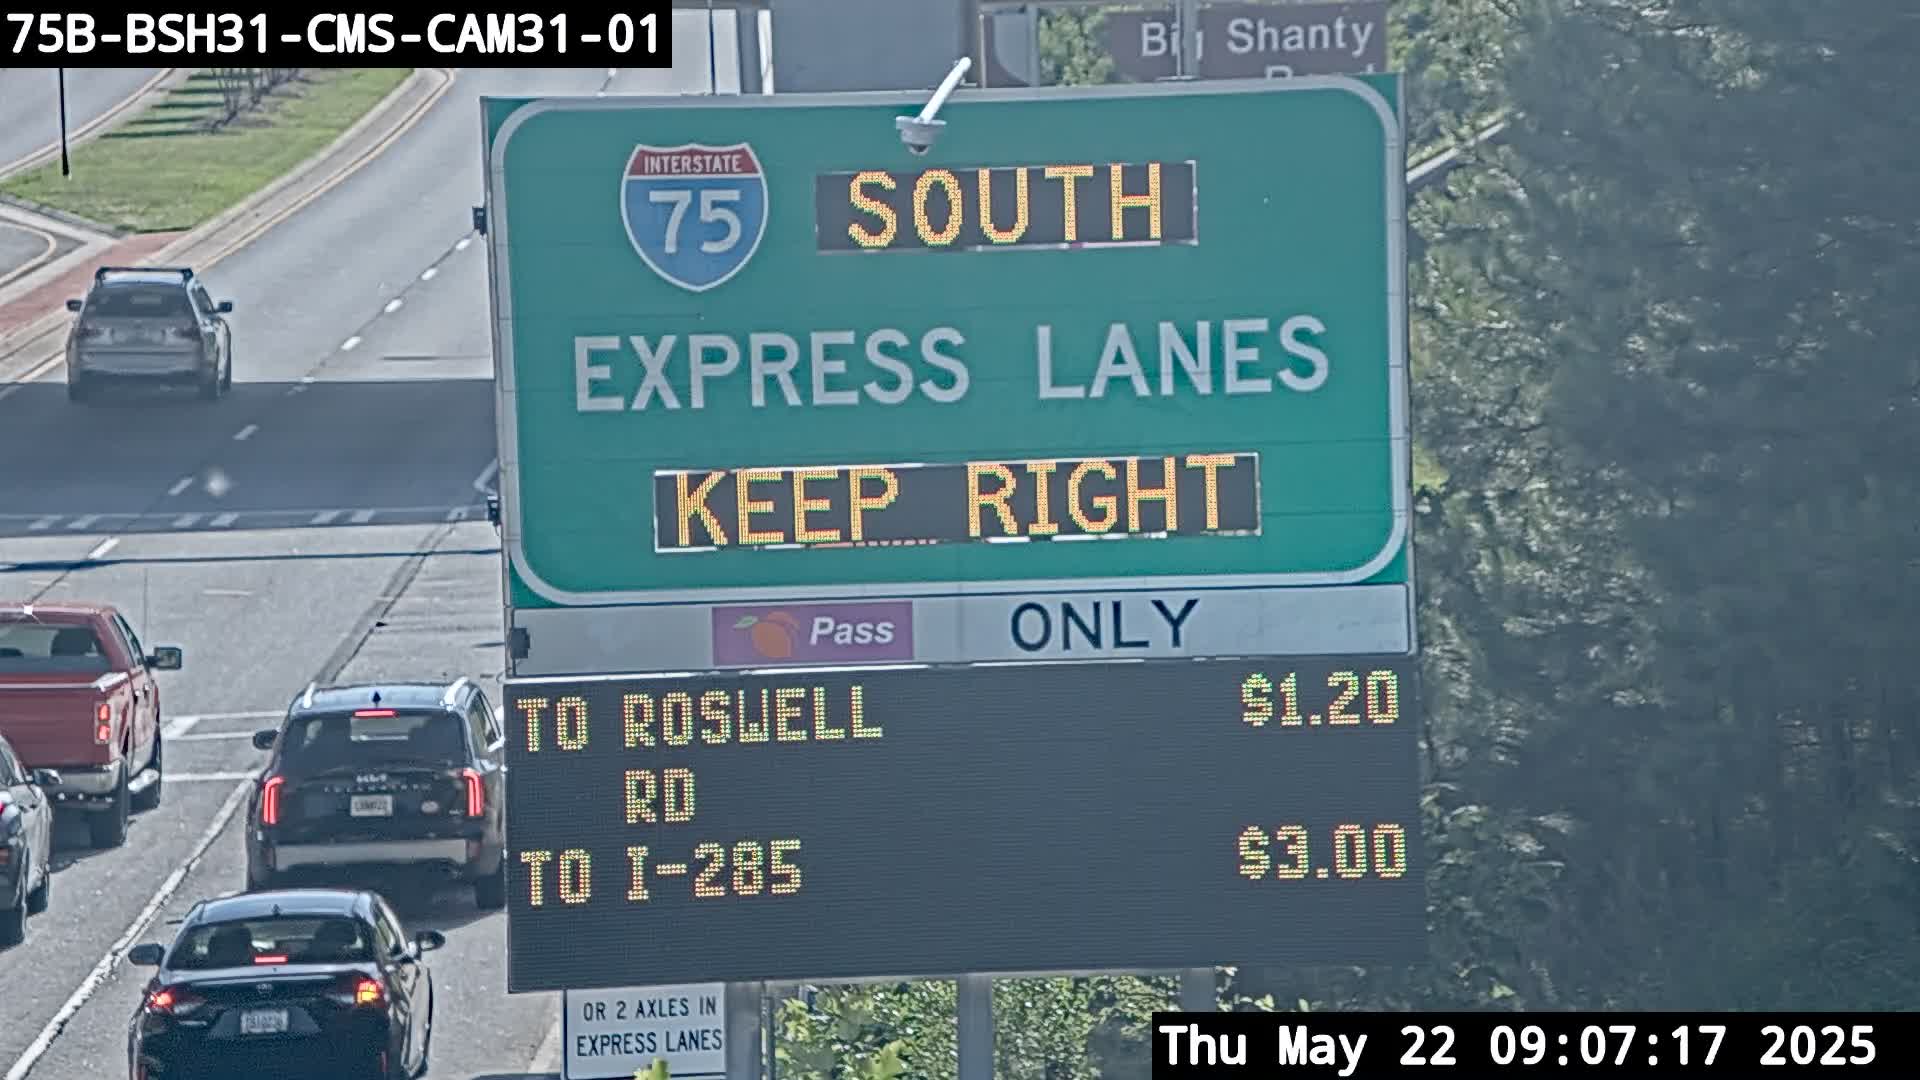 75B-BSH31-CMS-CAM31-01
Big Shanty
INTERSTATE
75
SOUTH
EXPRESS LANES
KEEP RIGHT
Pass
ONLY
TO ROSWELL $1.20
RD
TO I-285 $3.00
OR 2 AXLES IN
EXPRESS LANES
Thu May 22 09:07:17 2025